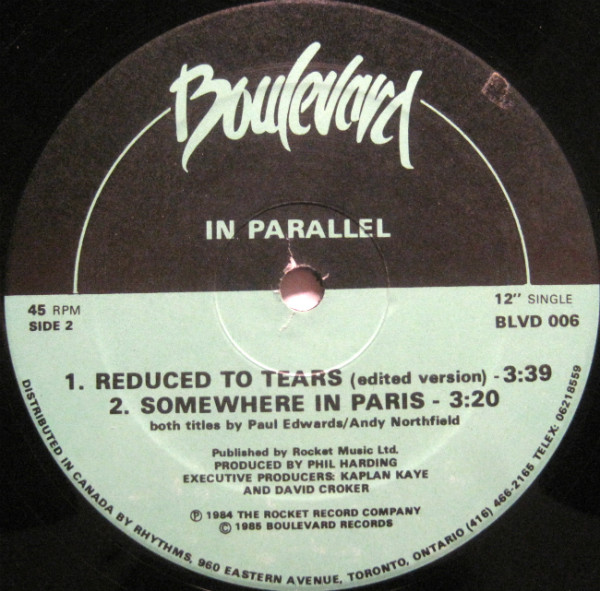 Boulevard
IN PARALLEL
45 RPM
SIDE 2
12" SINGLE
BLVD 006
1. REDUCED TO TEARS (edited version) - 3:39
2. SOMEWHERE IN PARIS - 3:20
both titles by Paul Edwards/Andy Northfield
Published by Rocket Music Ltd.
PRODUCED BY PHIL HARDING
EXECUTIVE PRODUCERS: KAPLAN KAYE
AND DAVID CROKER
Ⓟ 1984 THE ROCKET RECORD COMPANY
© 1985 BOULEVARD RECORDS
DISTRIBUTED IN CANADA BY RHYTHMS, 960 EASTERN AVENUE, TORONTO, ONTARIO (416) 466-2165 TELEX: 06218559